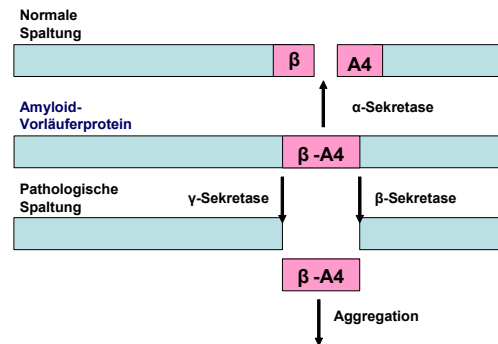 Normale
Spaltung
β
A4
α-Sekretase
Amyloid-
Vorläuferprotein
β -A4
Pathologische
Spaltung
γ-Sekretase
β-Sekretase
β -A4
Aggregation